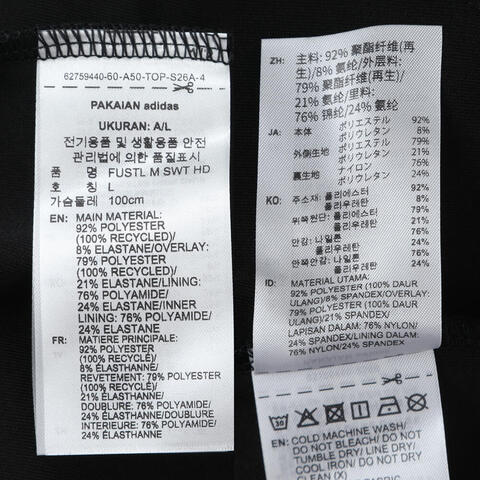 62759440-60-A50-TOP-S26A-4
PAKAIAN adidas
UKURAN: A/L
전기용품 및 생활용품 안전
관리법에 의한 품질표시
품 명 FUSTL M SWT HD
호 칭 L
가슴둘레 100cm
EN: MAIN MATERIAL:
92% POLYESTER
(100% RECYCLED)/
8% ELASTANE/OVERLAY:
79% POLYESTER
(100% RECYCLED)/
21% ELASTANE/LINING:
76% POLYAMIDE/
24% ELASTANE/INNER
LINING: 76% POLYAMIDE/
24% ELASTANE
FR: MATIERE PRINCIPALE:
92% POLYESTER
(100% RECYCLÉ)/
8% ÉLASTHANNE/
REVETEMENT: 79% POLYESTER
(100% RECYCLÉ)/
21% ÉLASTHANNE/
DOUBLURE: 76% POLYAMIDE/
24% ÉLASTHANNE/DOUBLURE
INTERIEURE: 76% POLYAMIDE/
24% ELASTHANNE
ZH: 主料: 92% 聚酯纤维(再
生)/8% 氨纶/外层料:
79% 聚酯纤维(再生)/
21% 氨纶/里料:
76% 锦纶/24% 氨纶
JA: 本体 ポリエステル 92%
ポリウレタン 8%
外側生地 ポリエステル 79%
ポリウレタン 21%
裏生地 ナイロン 76%
ポリウレタン 24%
KO: 주소재: 폴리에스터 92%
폴리우레탄 8%
위쪽원단: 폴리에스터 79%
폴리우레탄 21%
안감: 나일론 76%
폴리우레탄 24%
안쪽안감: 나일론 76%
폴리우레탄 24%
ID: MATERIAL UTAMA:
92% POLYESTER (100% DAUR
ULANG)/8% SPANDEX/OVERLAY:
79% POLYESTER (100% DAUR
ULANG)/21% SPANDEX/
LAPISAN DALAM: 76% NYLON/
24% SPANDEX/LAPISAN DALAM:
76% NYLON/24% SPANDEX
EN: COLD MACHINE WASH/
DO NOT BLEACH/DO NOT
TUMBLE DRY/LINE DRY/
COOL IRON/DO NOT
DRY CLEAN